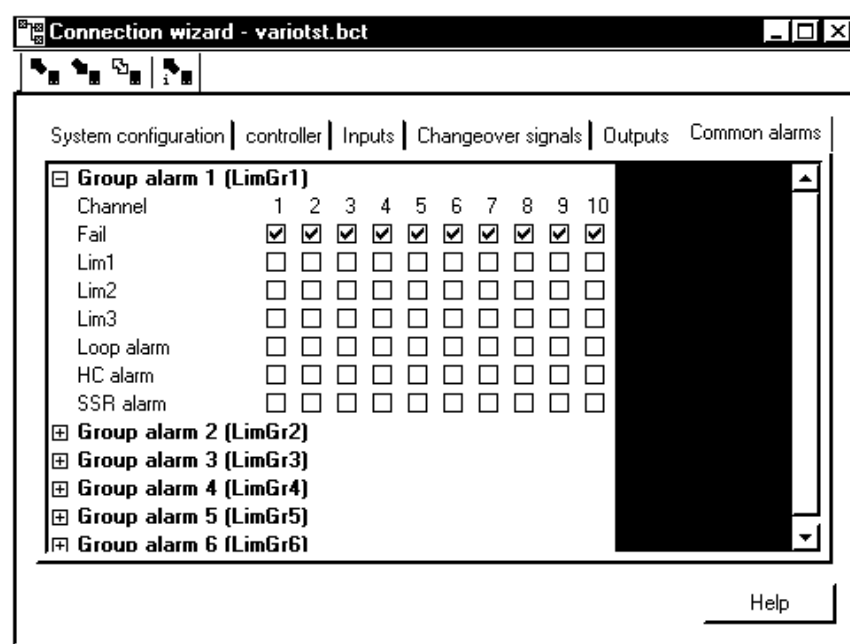 Connection wizard - variotst.bct
i
System configuration controller Inputs Changeover signals Outputs Common alarms
Group alarm 1 (LimGr1)
Channel 1 2 3 4 5 6 7 8 9 10
Fail
Lim1
Lim2
Lim3
Loop alarm
HC alarm
SSR alarm
Group alarm 2 (LimGr2)
Group alarm 3 (LimGr3)
Group alarm 4 (LimGr4)
Group alarm 5 (LimGr5)
Group alarm 6 (LimGr6)
Help